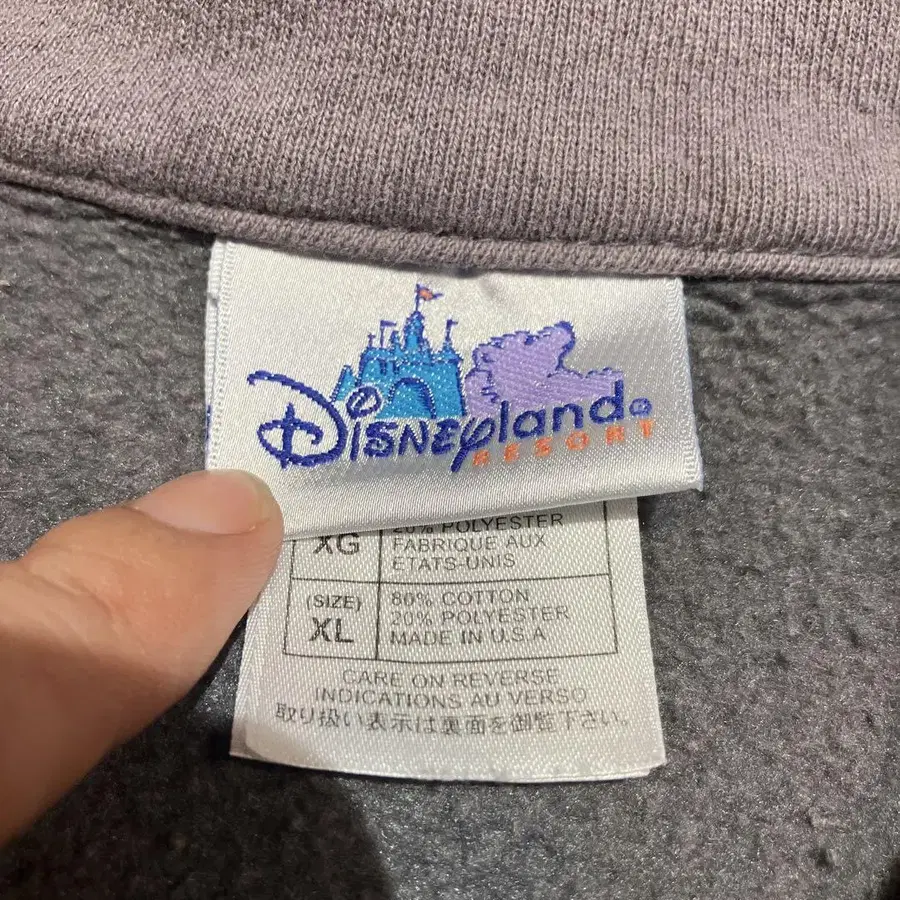 Disneyland
RESORT
20% POLYESTER
XG
FABRIQUE AUX
ETATS-UNIS
(SIZE)
XL
80% COTTON
20% POLYESTER
MADE IN U.S.A
CARE ON REVERSE
INDICATIONS AU VERSO
取り扱い表示は裏面を御覧下さい。